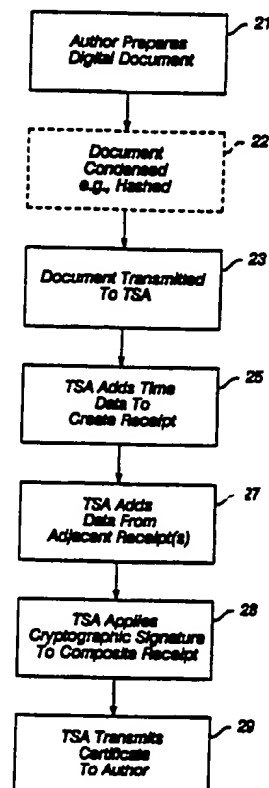 21
Author Prepares
Digital Document
22
Document
Condensed
e.g., Hashed
23
Document Transmitted
To TSA
25
TSA Adds Time
Data To
Create Receipt
27
TSA Adds
Data From
Adjacent Receipt(s)
28
TSA Applies
Cryptographic Signature
To Composite Receipt
29
TSA Transmits
Certificate
To Author